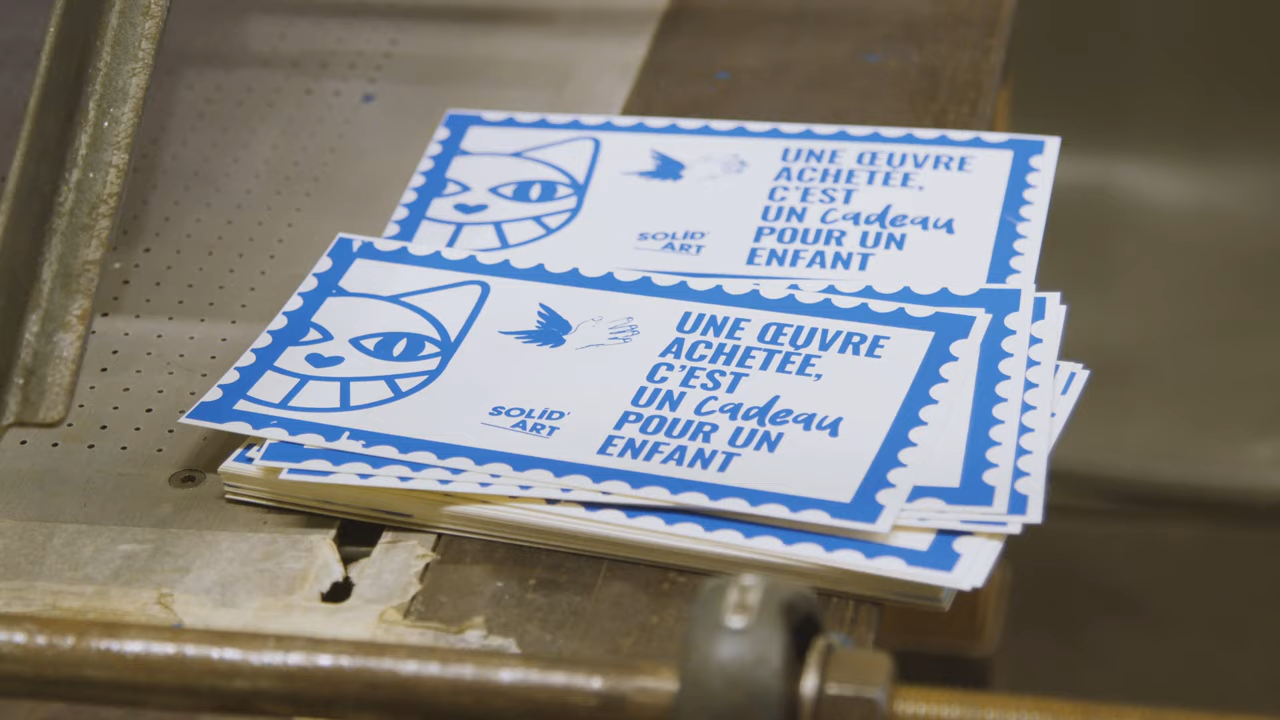 UNE ŒUVRE
ACHETÉE,
C'EST
UN cadeau
POUR UN
ENFANT
SOLID'
ART
UNE ŒUVRE
ACHETÉE,
C'EST
UN cadeau
POUR UN
ENFANT
SOLID'
ART